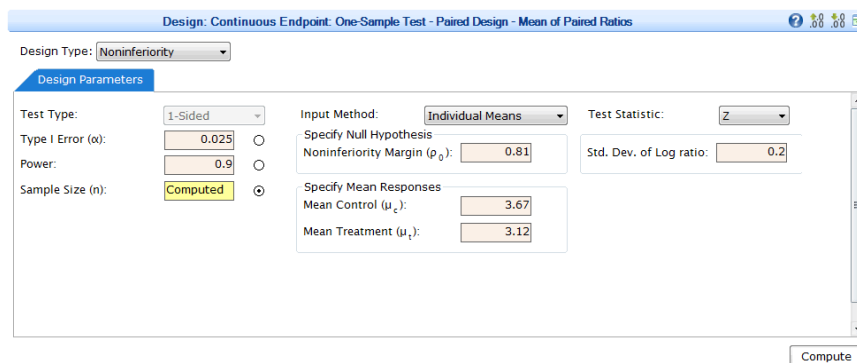 Design: Continuous Endpoint: One-Sample Test - Paired Design - Mean of Paired Ratios
Design Type: Noninferiority
Design Parameters
Test Type: 1-Sided Input Method: Individual Means Test Statistic: Z
Specify Null Hypothesis
Type I Error (α): 0.025 Noninferiority Margin (ρ0): 0.81 Std. Dev. of Log ratio: 0.2
Power: 0.9
Specify Mean Responses
Sample Size (n): Computed Mean Control (μc): 3.67
Mean Treatment (μt): 3.12
Compute